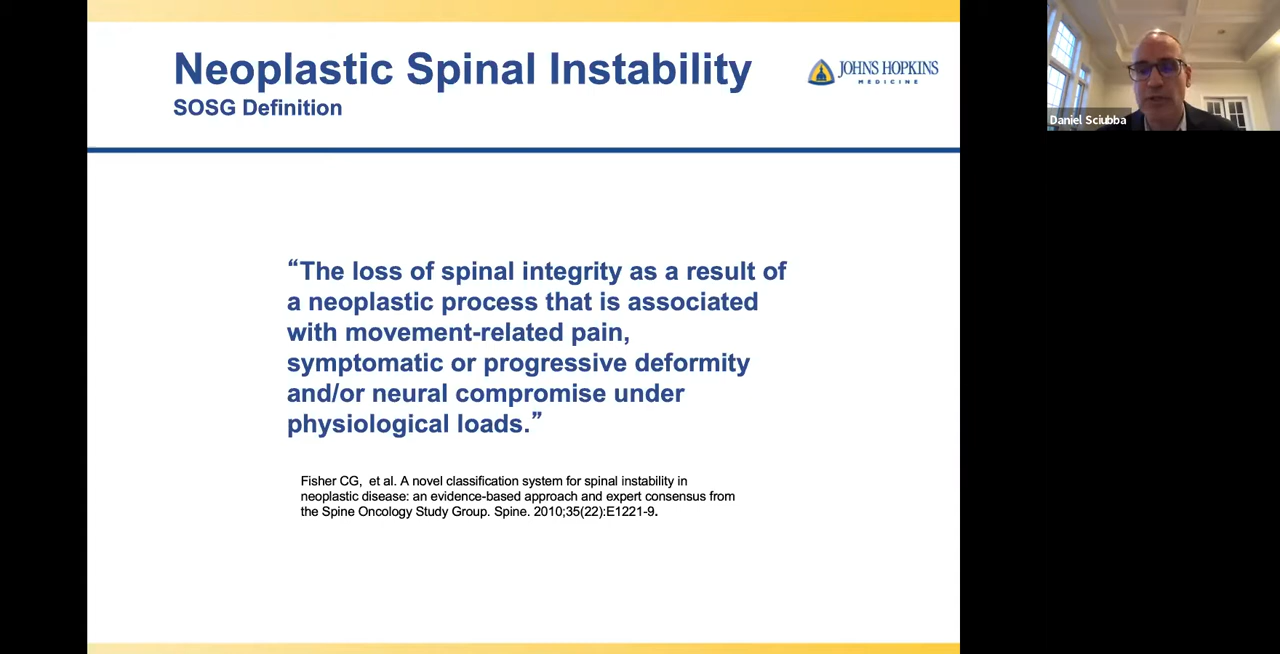 Neoplastic Spinal Instability
SOSG Definition
JOHNS HOPKINS
MEDICINE
Daniel Sciubba
“The loss of spinal integrity as a result of
a neoplastic process that is associated
with movement-related pain,
symptomatic or progressive deformity
and/or neural compromise under
physiological loads.”
Fisher CG, et al. A novel classification system for spinal instability in
neoplastic disease: an evidence-based approach and expert consensus from
the Spine Oncology Study Group. Spine. 2010;35(22):E1221-9.